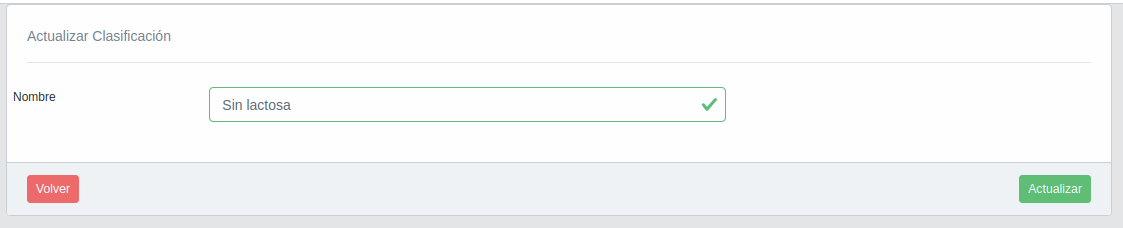 Actualizar Clasificación
Nombre
Sin lactosa
Volver
Actualizar